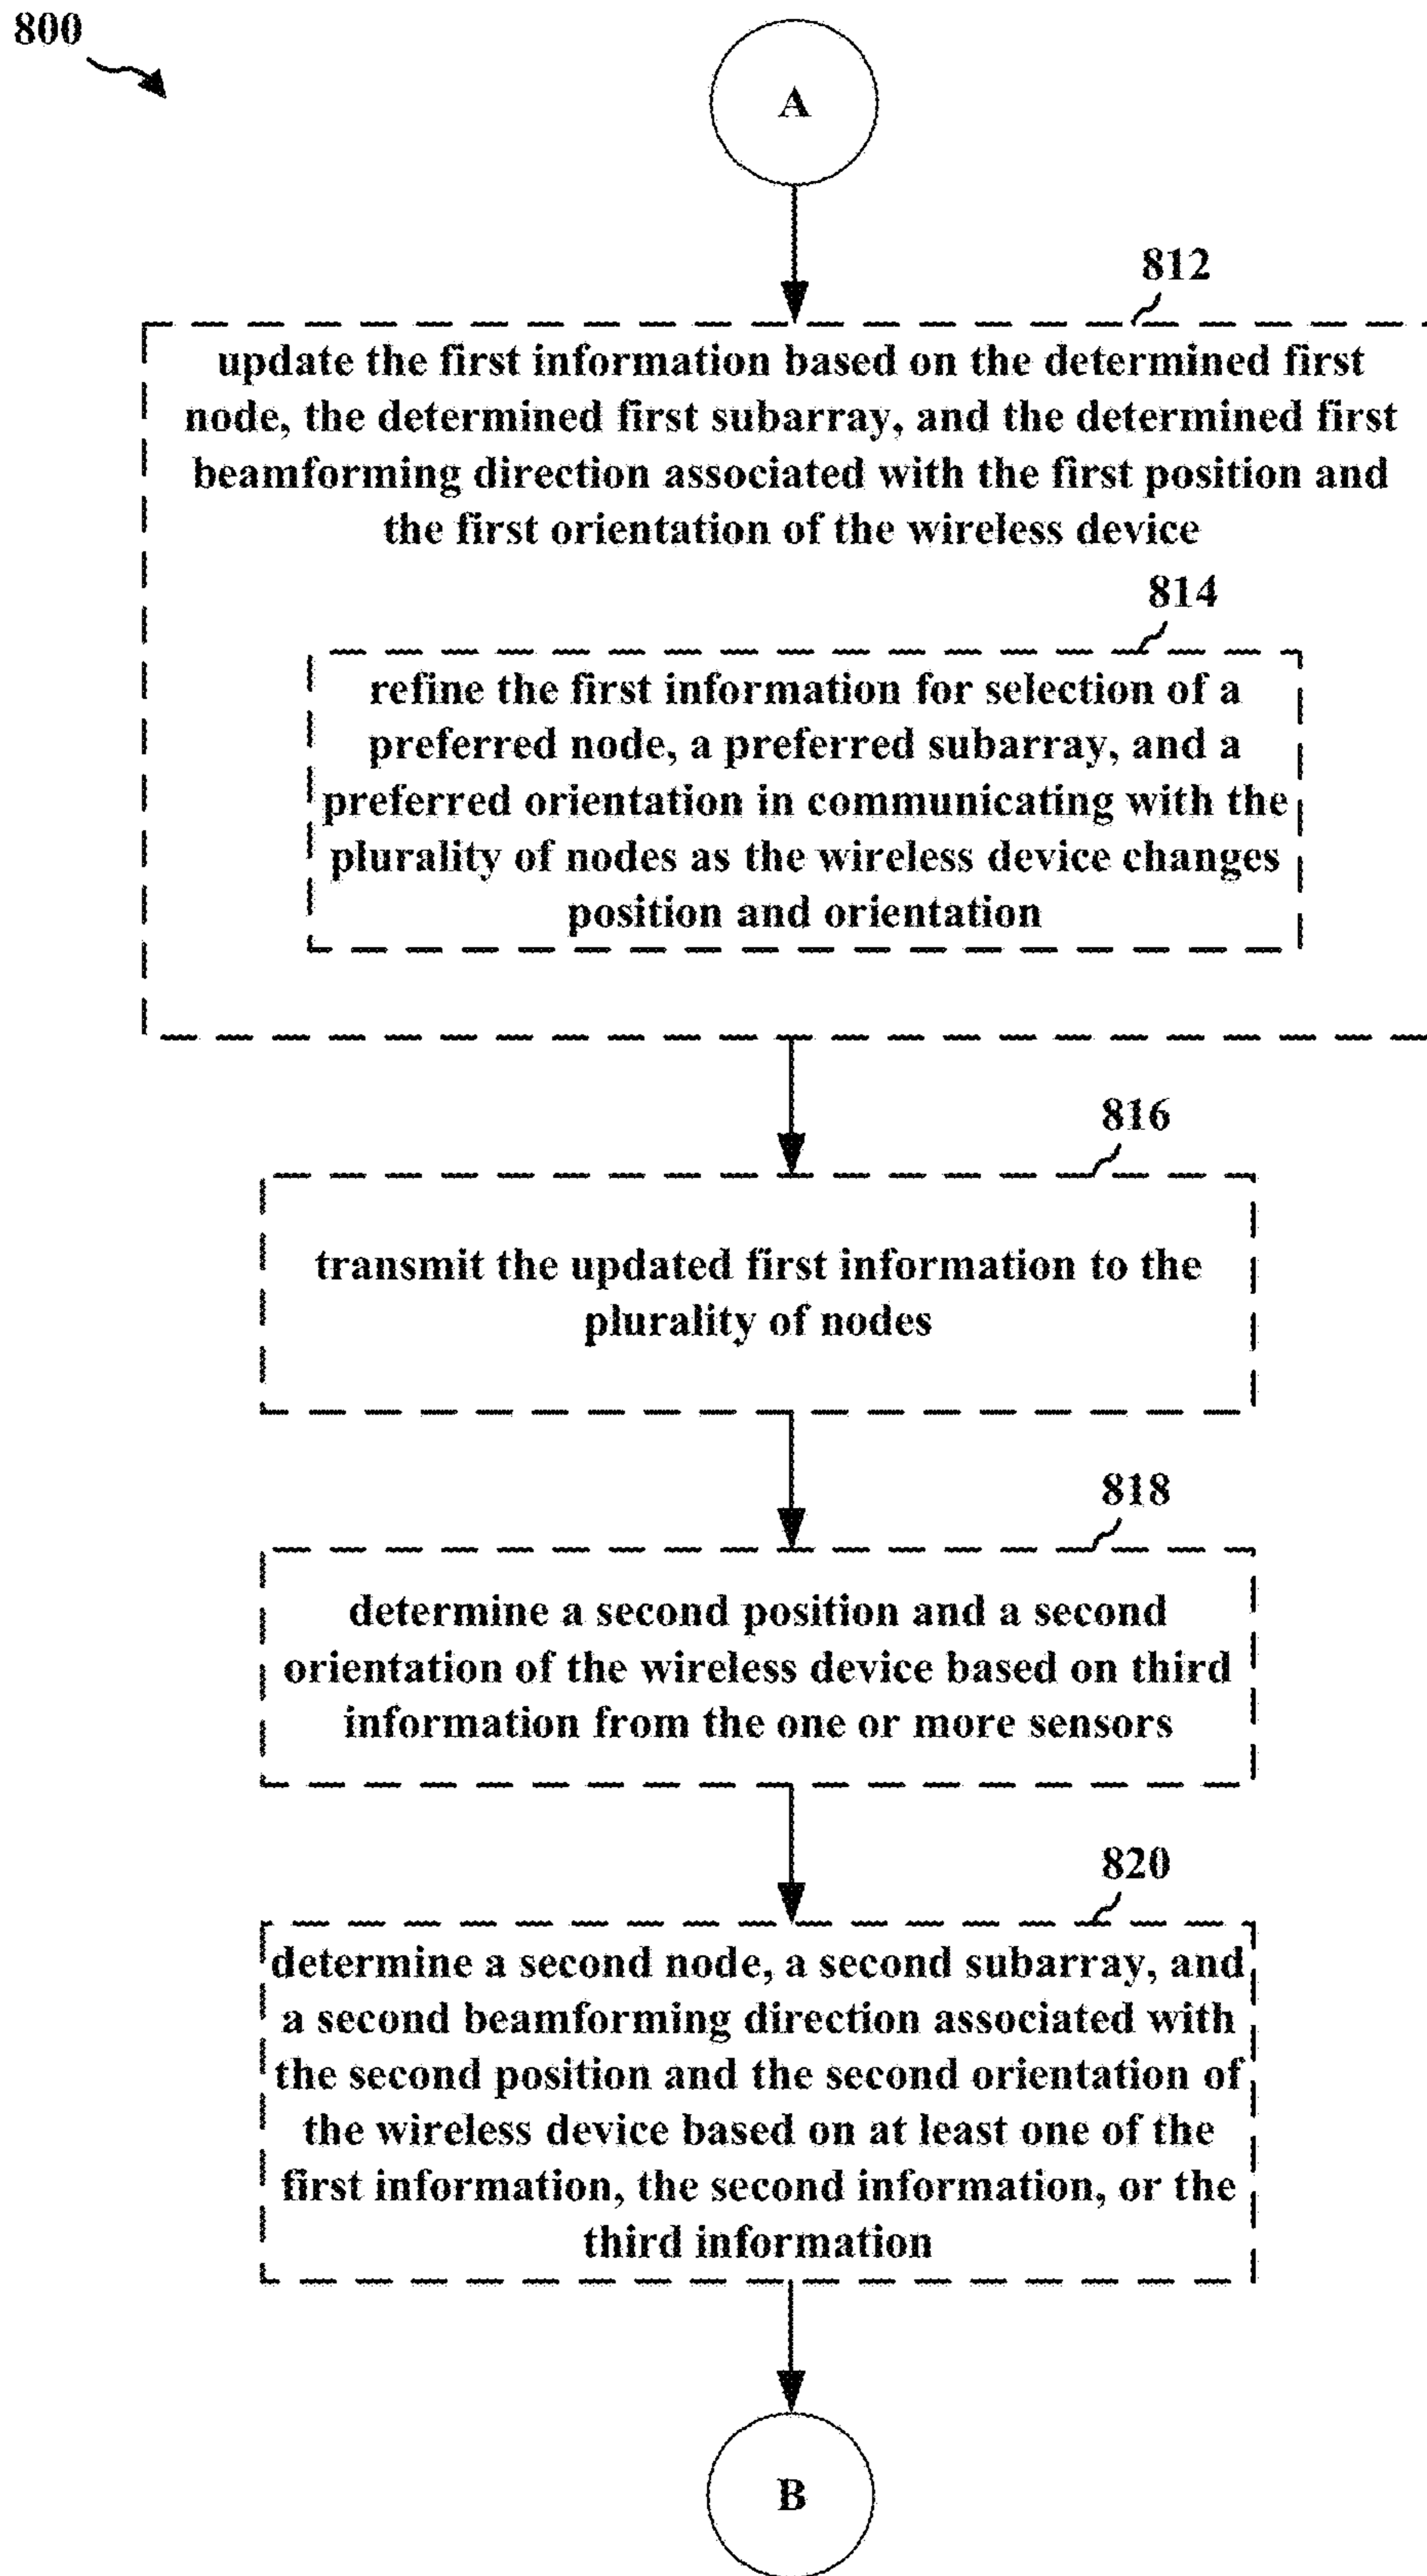 800
A
812
update the first information based on the determined first
node, the determined first subarray, and the determined first
beamforming direction associated with the first position and
the first orientation of the wireless device
814
refine the first information for selection of a
preferred node, a preferred subarray, and a
preferred orientation in communicating with the
plurality of nodes as the wireless device changes
position and orientation
816
transmit the updated first information to the
plurality of nodes
818
determine a second position and a second
orientation of the wireless device based on third
information from the one or more sensors
820
determine a second node, a second subarray, and
a second beamforming direction associated with
the second position and the second orientation of
the wireless device based on at least one of the
first information, the second information, or the
third information
B